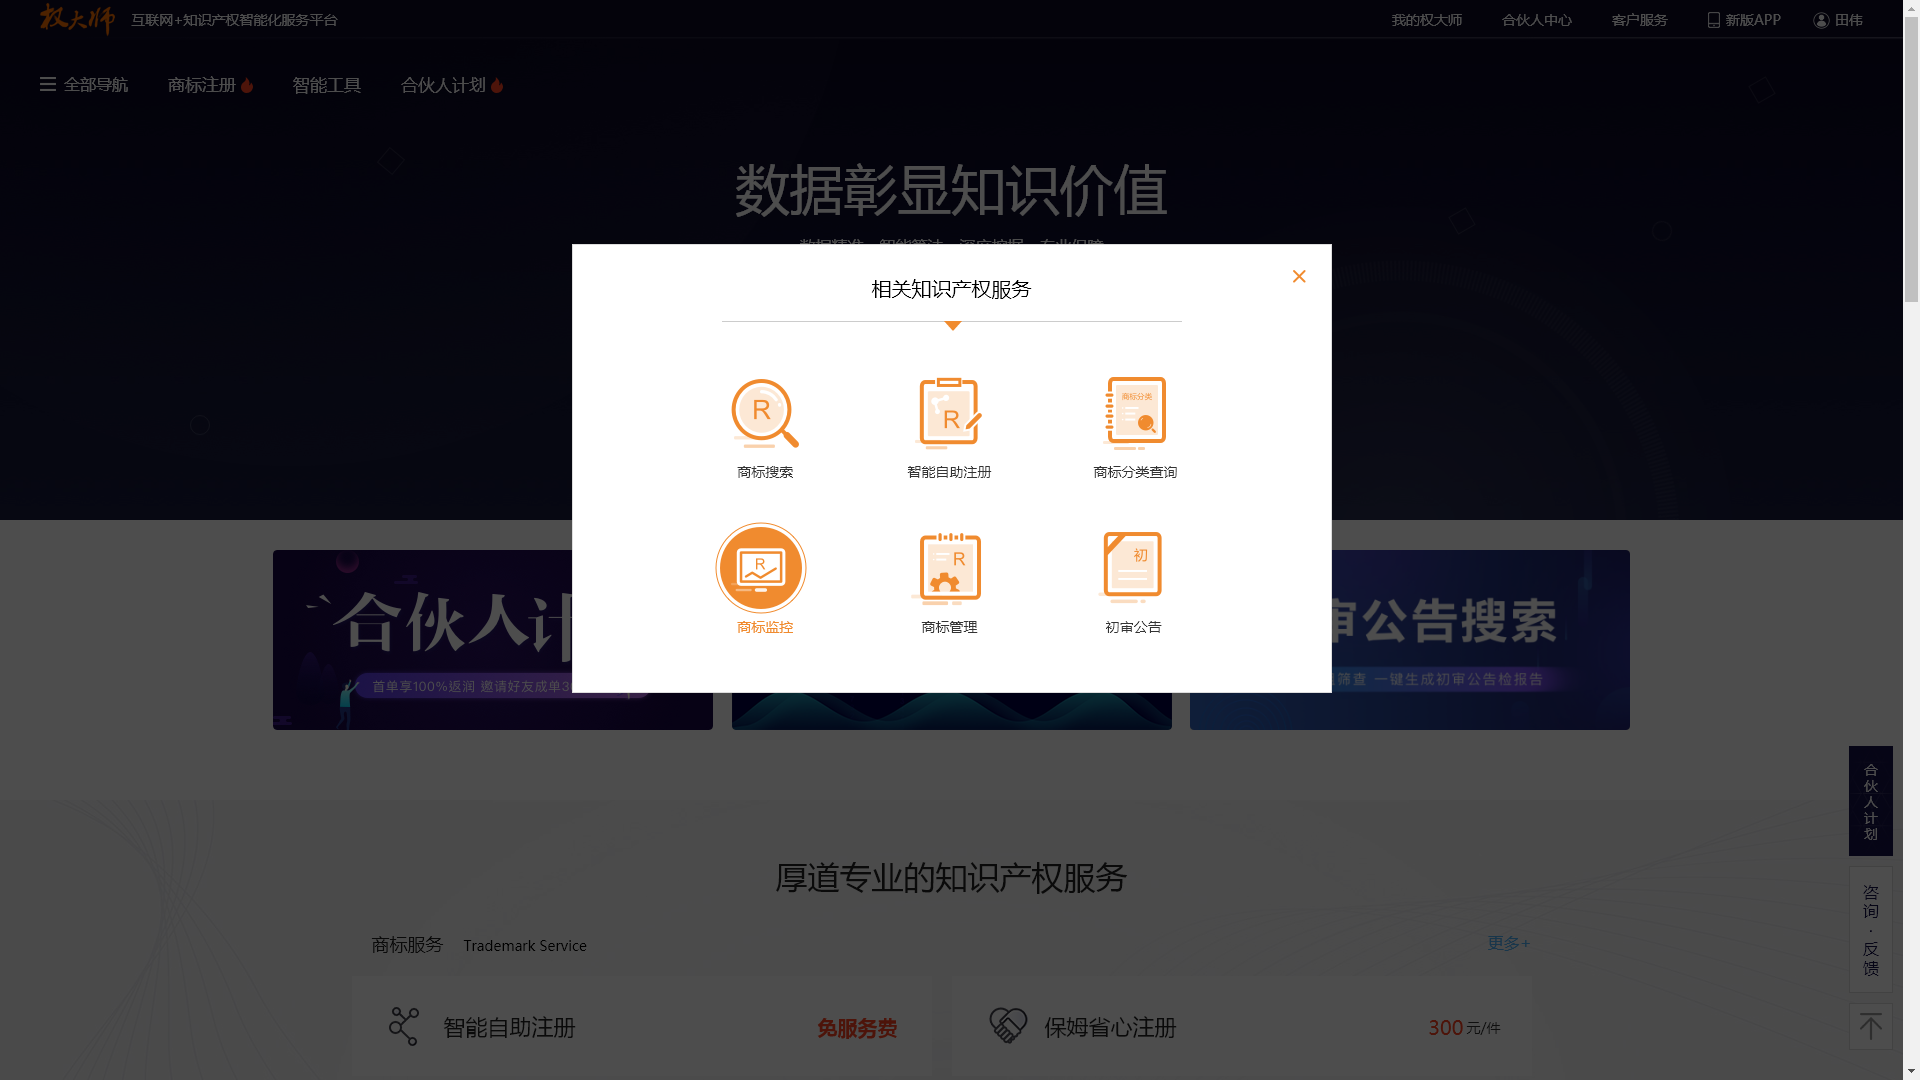 权大师 互联网+知识产权智能化服务平台 我的权大师 合伙人中心 客户服务 新版APP 田伟
全部导航 商标注册 智能工具 合伙人计划
数据彰显知识价值
相关知识产权服务
R R 商标分类
商标搜索 智能自助注册 商标分类查询
R R 初
商标监控 商标管理 初审公告
合伙人计
首单享100%返润 邀请好友成单3
审公告搜索
筛查 一键生成初审公告检报告
合伙人计划
咨询·反馈
厚道专业的知识产权服务
商标服务 Trademark Service 更多+
智能自助注册 免服务费 保姆省心注册 300元/件